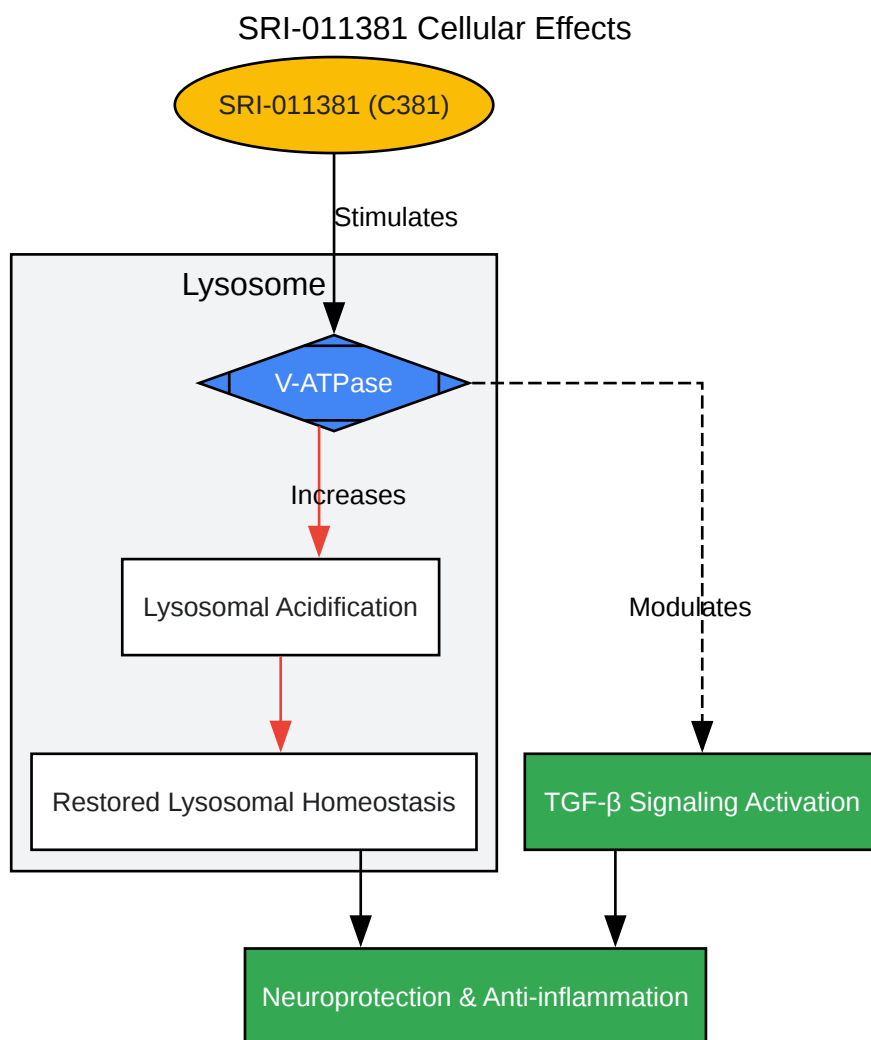 SRI-011381 Cellular Effects
SRI-011381 (C381)
Stimulates
Lysosome
V-ATPase
Increases
Lysosomal Acidification
Modulates
Restored Lysosomal Homeostasis
TGF-β Signaling Activation
Neuroprotection & Anti-inflammation